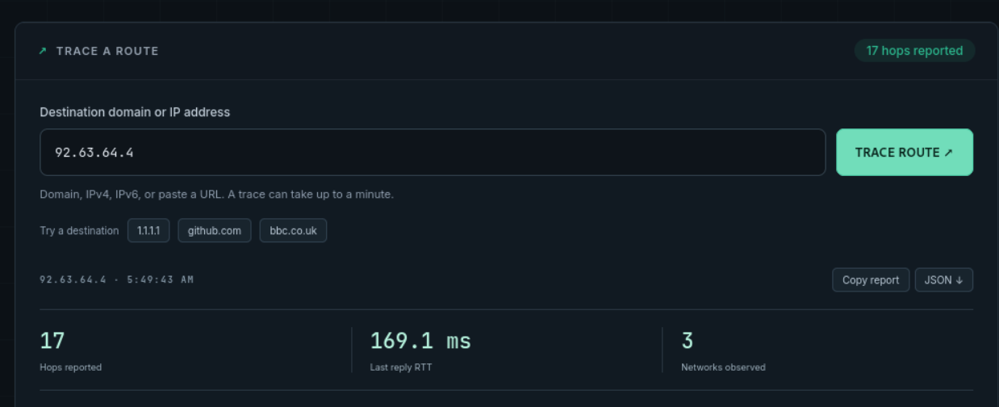 ↗ TRACE A ROUTE
17 hops reported
Destination domain or IP address
92.63.64.4
TRACE ROUTE ↗
Domain, IPv4, IPv6, or paste a URL. A trace can take up to a minute.
Try a destination 1.1.1.1 github.com bbc.co.uk
92.63.64.4 · 5:49:43 AM
Copy report JSON ↓
17 169.1 ms 3
Hops reported Last reply RTT Networks observed